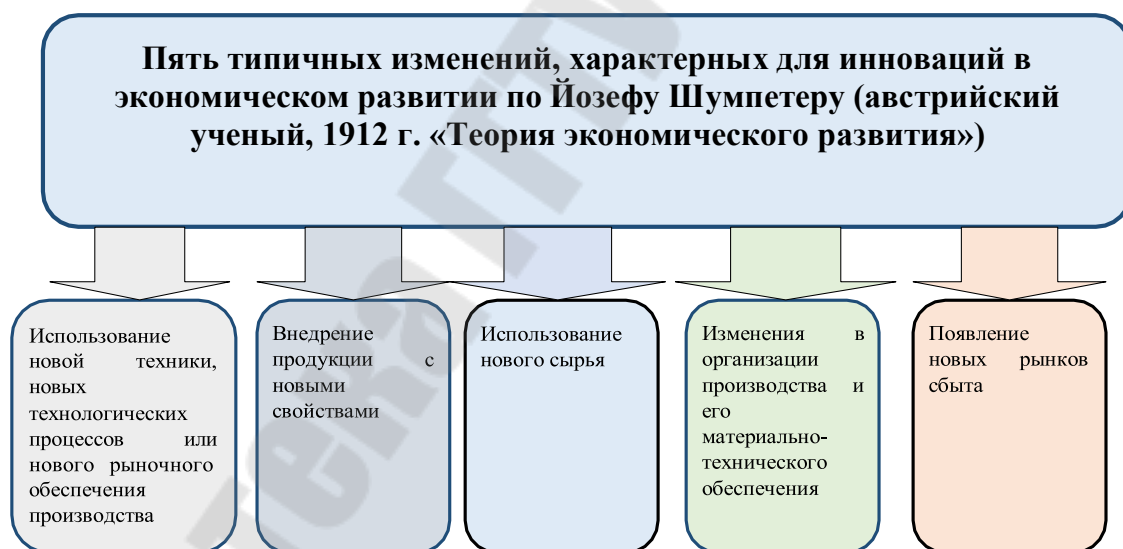 Пять типичных изменений, характерных для инноваций в
экономическом развитии по Йозефу Шумпетеру (австрийский
ученый, 1912 г. «Теория экономического развития»)
Использование
новой техники,
новых
технологических
процессов или
нового рыночного
обеспечения
производства
Внедрение
продукции с
новыми
свойствами
Использование
нового сырья
Изменения в
организации
производства и
его
материально-
технического
обеспечения
Появление
новых рынков
сбыта